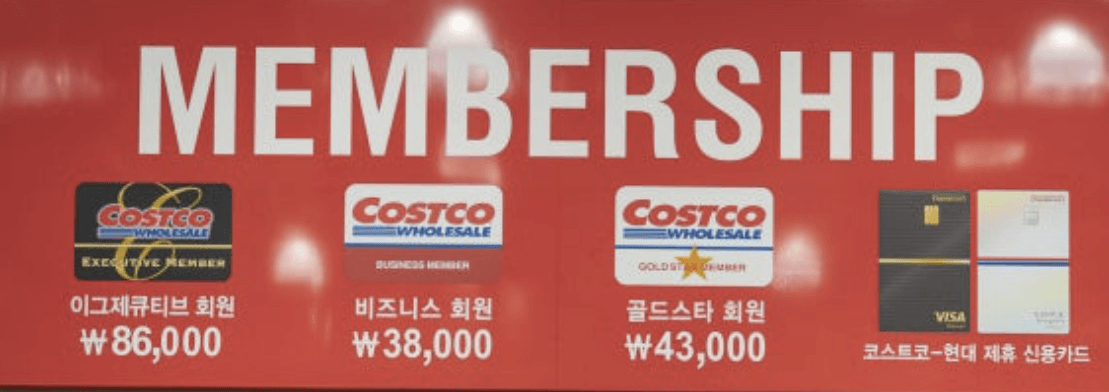 MEMBERSHIP
COSTCO
WHOLESALE
EXECUTIVE MEMBER
이그제큐티브 회원
₩86,000
COSTCO
WHOLESALE
BUSINESS MEMBER
비즈니스 회원
₩38,000
COSTCO
WHOLESALE
GOLD STAR MEMBER
골드스타 회원
₩43,000
VISA
코스트코-현대 제휴 신용카드